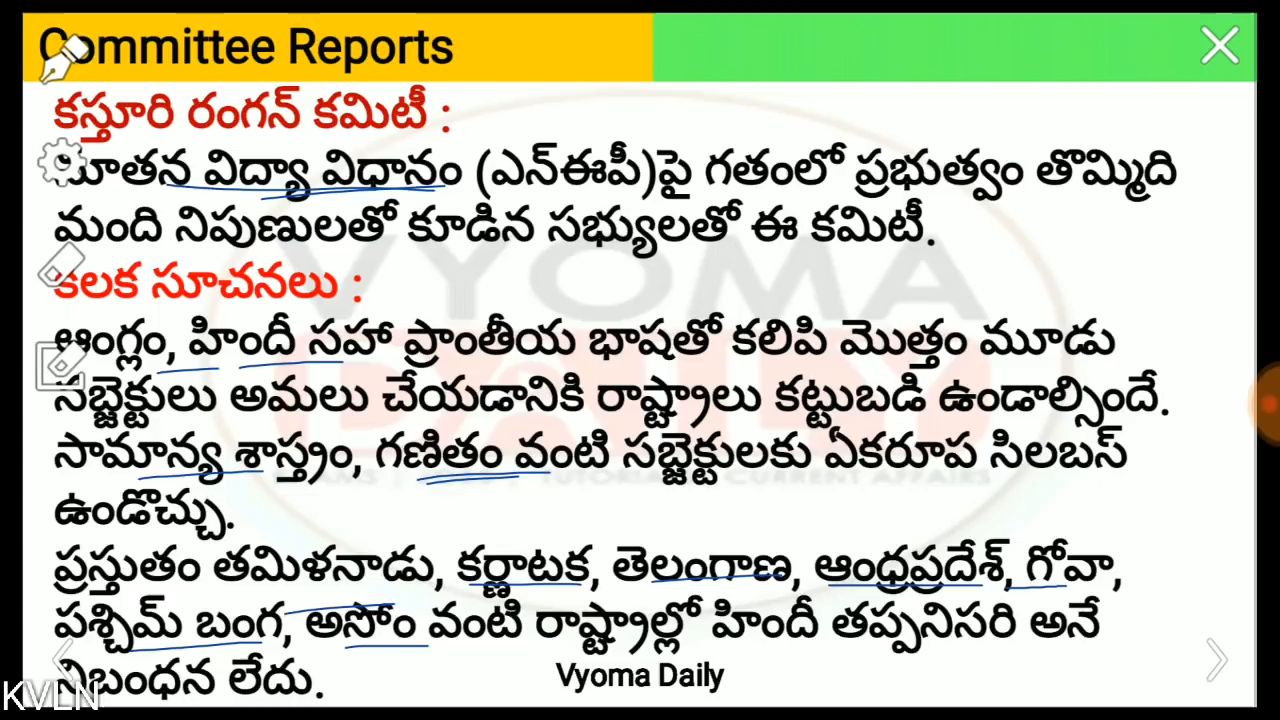 Committee Reports
కస్తూరి రంగన్ కమిటీ :
నూతన విద్యా విధానం (ఎన్ఈపీ)పై గతంలో ప్రభుత్వం తొమ్మిది
మంది నిపుణులతో కూడిన సభ్యులతో ఈ కమిటీ.
కీలక సూచనలు :
ఆంగ్లం, హిందీ సహా ప్రాంతీయ భాషతో కలిపి మొత్తం మూడు
సబ్జెక్టులు అమలు చేయడానికి రాష్ట్రాలు కట్టుబడి ఉండాల్సిందే.
సామాన్య శాస్త్రం, గణితం వంటి సబ్జెక్టులకు ఏకరూప సిలబస్
ఉండొచ్చు.
ప్రస్తుతం తమిళనాడు, కర్ణాటక, తెలంగాణ, ఆంధ్రప్రదేశ్, గోవా,
పశ్చిమ్ బంగ, అసోం వంటి రాష్ట్రాల్లో హిందీ తప్పనిసరి అనే
నిబంధన లేదు.
Vyoma Daily
KVLN
VYOMA
DAILY